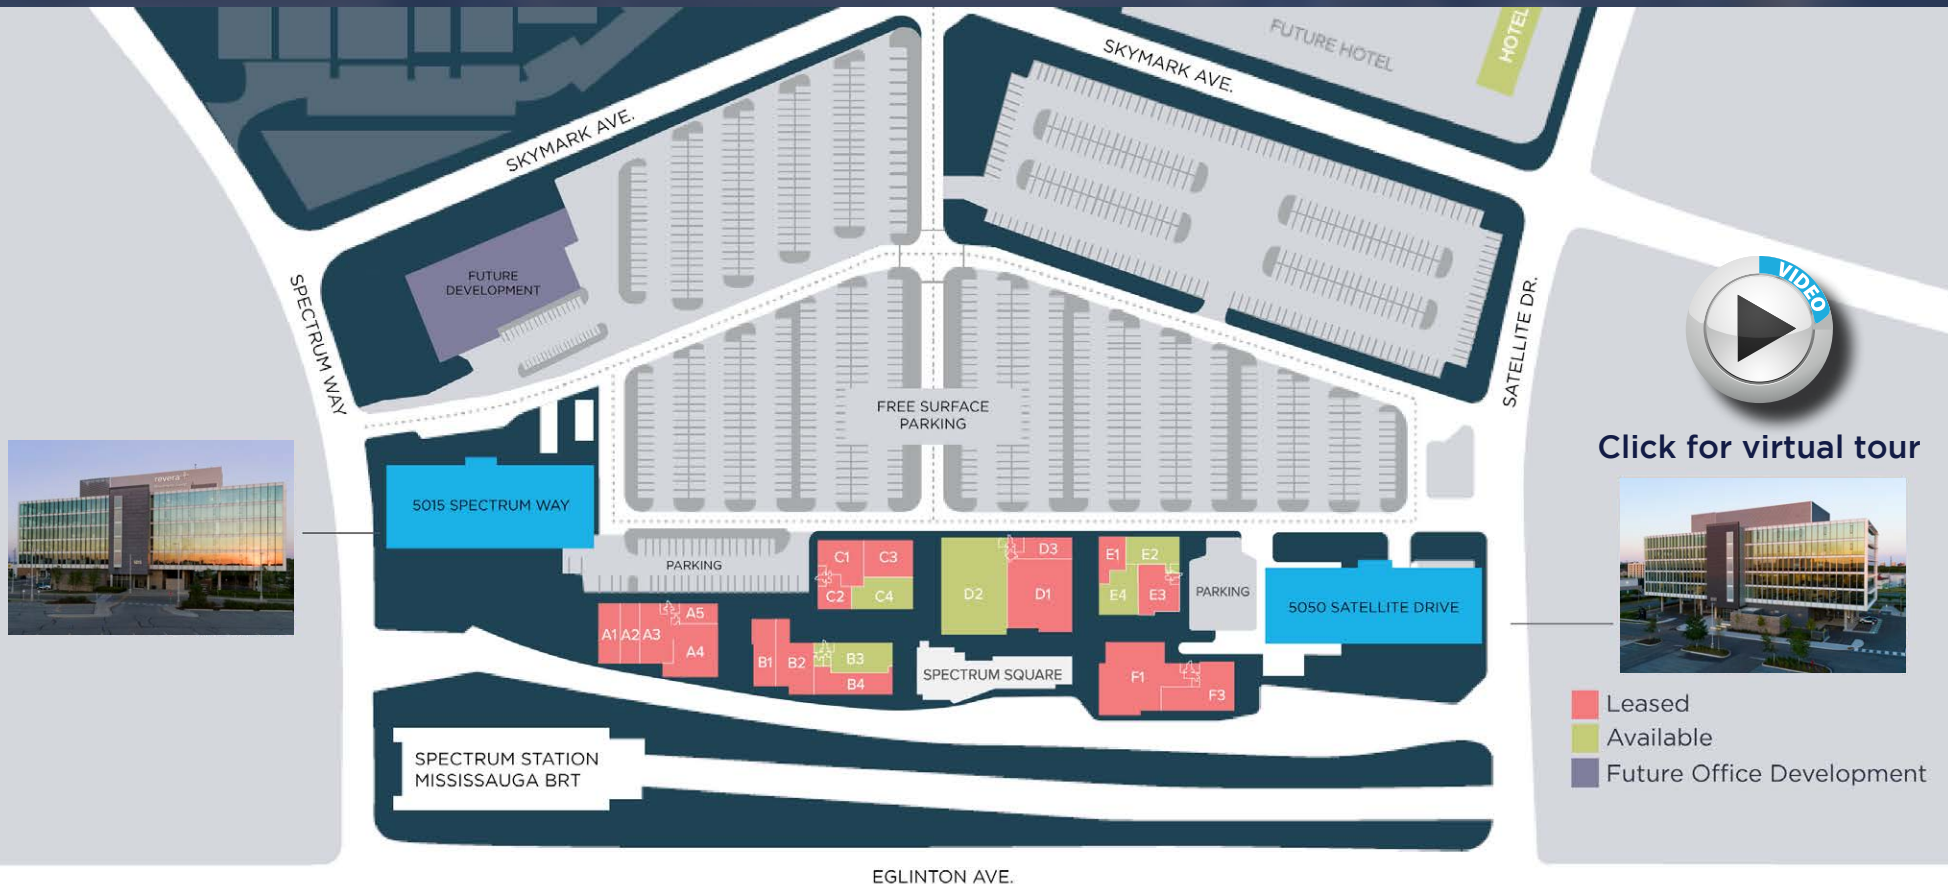 FUTURE HOTEL
HOTEL
SKYMARK AVE.
SKYMARK AVE.
FUTURE
DEVELOPMENT
SPECTRUM WAY
SATELLITE DR.
VIDEO
FREE SURFACE
PARKING
Click for virtual tour
revera
5015 SPECTRUM WAY
PARKING
C1
C3
C2
C4
D3
D2
D1
E1
E2
E4
E3
PARKING
5050 SATELLITE DRIVE
A1
A2
A3
A5
A4
B1
B2
B3
B4
SPECTRUM SQUARE
F1
F3
Leased
Available
Future Office Development
SPECTRUM STATION
MISSISSAUGA BRT
EGLINTON AVE.